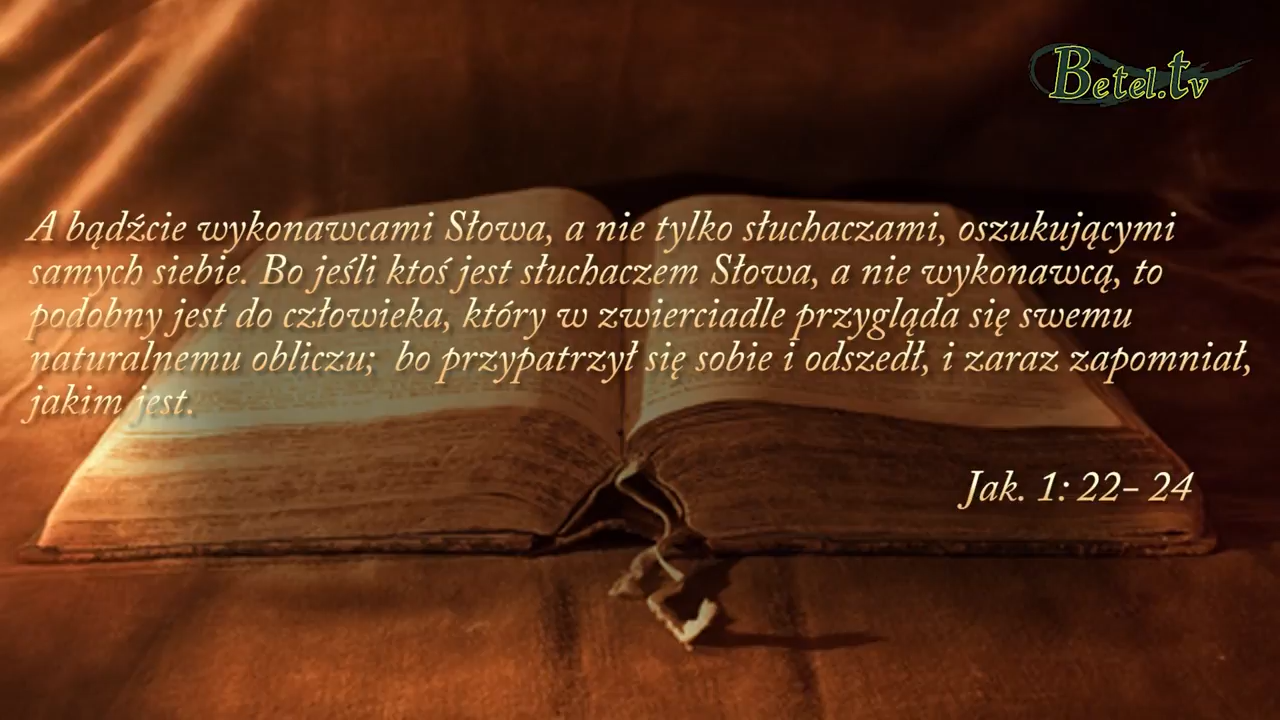 Betel.tv
A bądźcie wykonawcami Słowa, a nie tylko słuchaczami, oszukującymi
samych siebie. Bo jeśli ktoś jest słuchaczem Słowa, a nie wykonawcą, to
podobny jest do człowieka, który w zwierciadle przygląda się swemu
naturalnemu obliczu; bo przypatrzył się sobie i odszedł, i zaraz zapomniał,
jakim jest.
Jak. 1: 22- 24